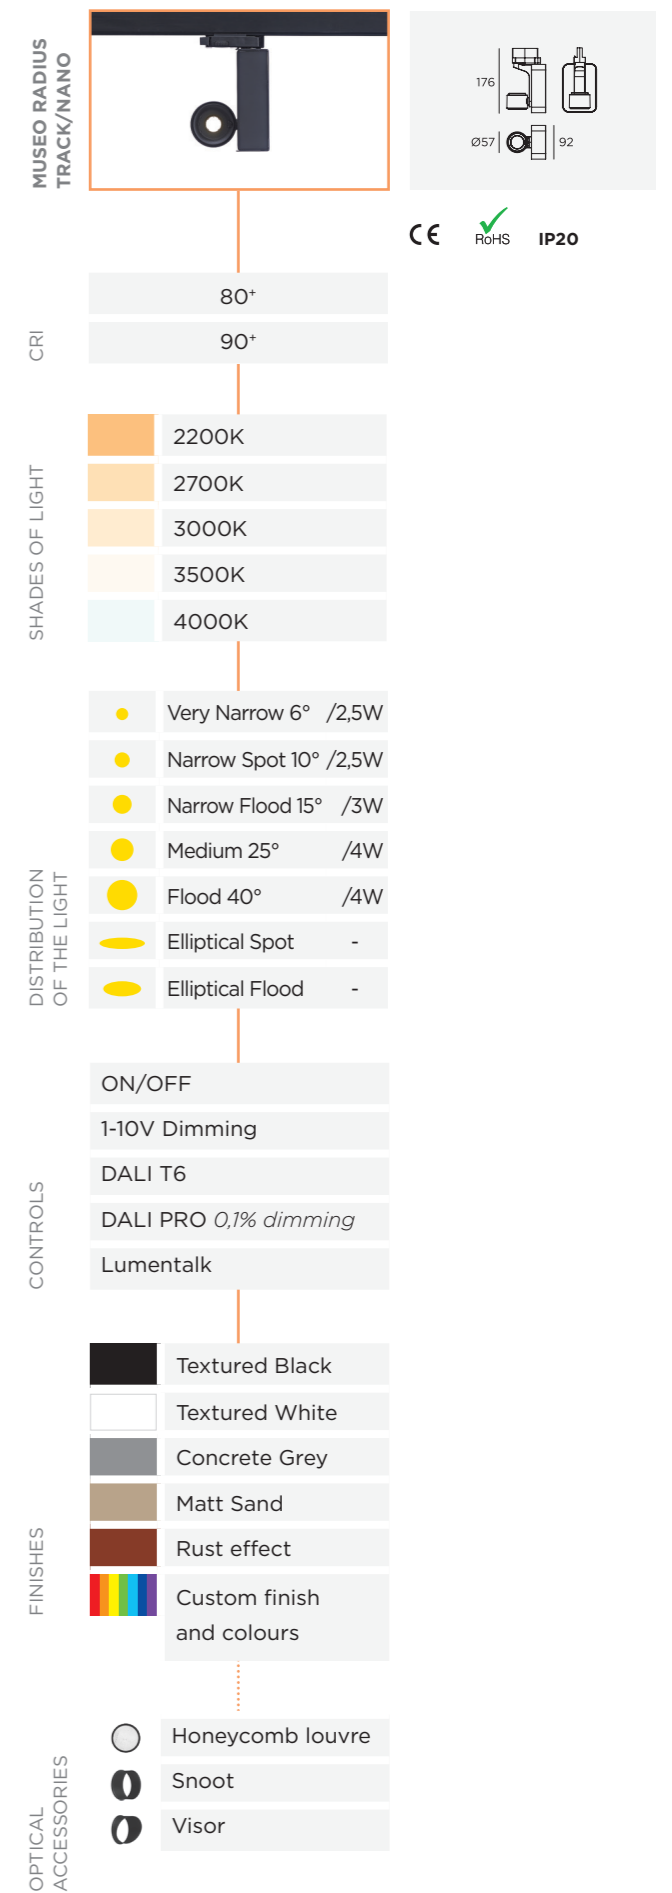 MUSEO RADIUS
TRACK/NANO
176
Ø57
92
CE
RoHS
IP20
CRI
80+
90+
SHADES OF LIGHT
2200K
2700K
3000K
3500K
4000K
DISTRIBUTION
OF THE LIGHT
Very Narrow 6° /2,5W
Narrow Spot 10° /2,5W
Narrow Flood 15° /3W
Medium 25° /4W
Flood 40° /4W
Elliptical Spot -
Elliptical Flood -
CONTROLS
ON/OFF
1-10V Dimming
DALI T6
DALI PRO 0,1% dimming
Lumentalk
FINISHES
Textured Black
Textured White
Concrete Grey
Matt Sand
Rust effect
Custom finish
and colours
OPTICAL
ACCESSORIES
Honeycomb louvre
Snoot
Visor